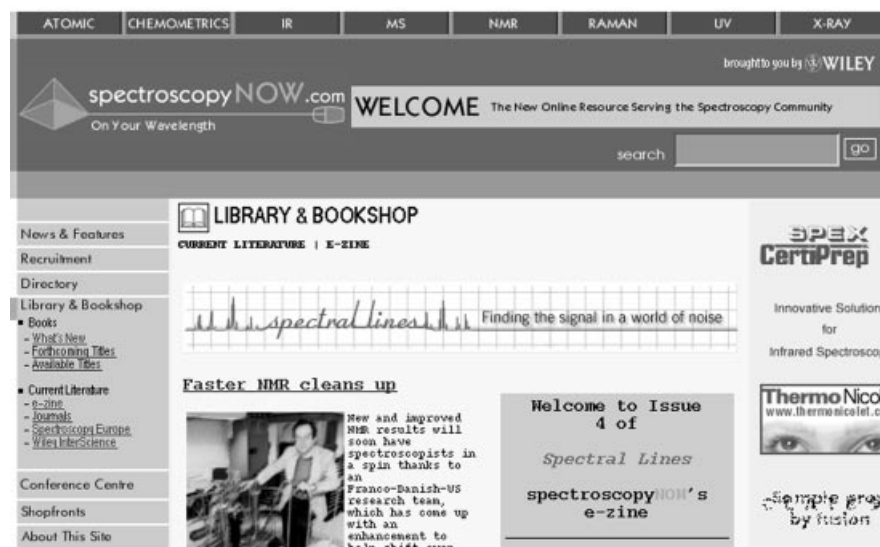 ATOMIC CHEMOMETRICS IR MS NMR RAMAN UV X-RAY
brought to you by WILEY
spectroscopyNOW.com
On Your Wavelength
WELCOME The New Online Resource Serving the Spectroscopy Community
search go
LIBRARY & BOOKSHOP
CURRENT LITERATURE | E-ZINE
News & Features
Recruitment
Directory
Library & Bookshop
Books
- What's New
- Forthcoming Titles
- Available Titles
Current Literature
- e-zine
- Journals
- Spectroscopy Europe
- Wiley InterScience
Conference Centre
Shopfronts
About This Site
spectral lines Finding the signal in a world of noise
Faster NMR cleans up
New and improved
NMR results will
soon have
spectroscopists in
a spin thanks to
an
Franco-Danish-US
research team,
which has come up
with an
enhancement to
help shift even
Welcome to Issue
4 of
Spectral Lines
spectroscopyNOW's
e-zine
SPEX
CertiPrep
Innovative Solution
for
Infrared Spectroscop
Thermo Nicol
www.thermonicolet.c
Sample prep
by fusion